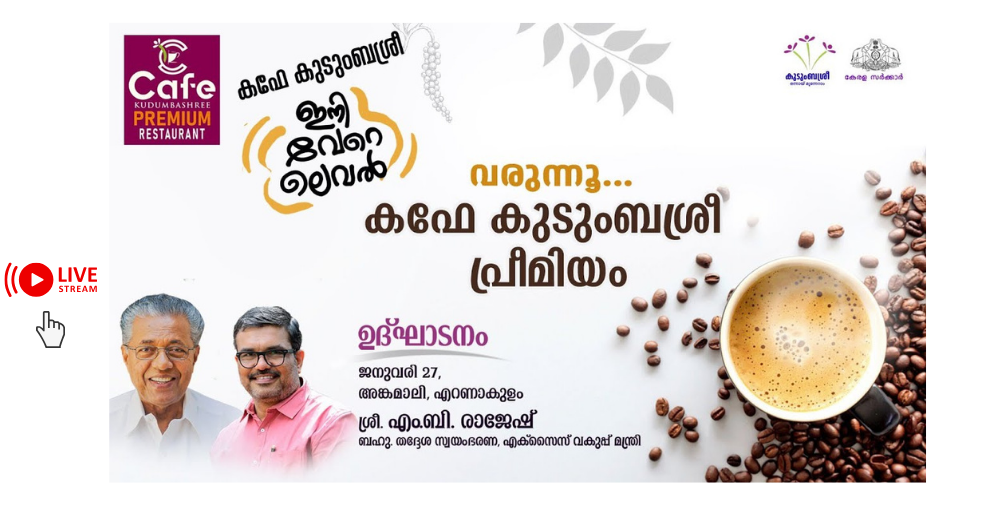 Cafe
KUDUMBASHREE
PREMIUM
RESTAURANT
കഫേ കുടുംബശ്രീ
ഇനി
വേറെ
ലെവൽ
കുടുംബശ്രീ
കേരള സർക്കാർ
വരുന്നൂ...
കഫേ കുടുംബശ്രീ
പ്രീമിയം
LIVE
STREAM
ഉദ്ഘാടനം
ജനുവരി 27,
അങ്കമാലി, എറണാകുളം
ശ്രീ. എം.ബി. രാജേഷ്
ബഹു. തദ്ദേശ സ്വയംഭരണ, എക്സൈസ് വകുപ്പ് മന്ത്രി